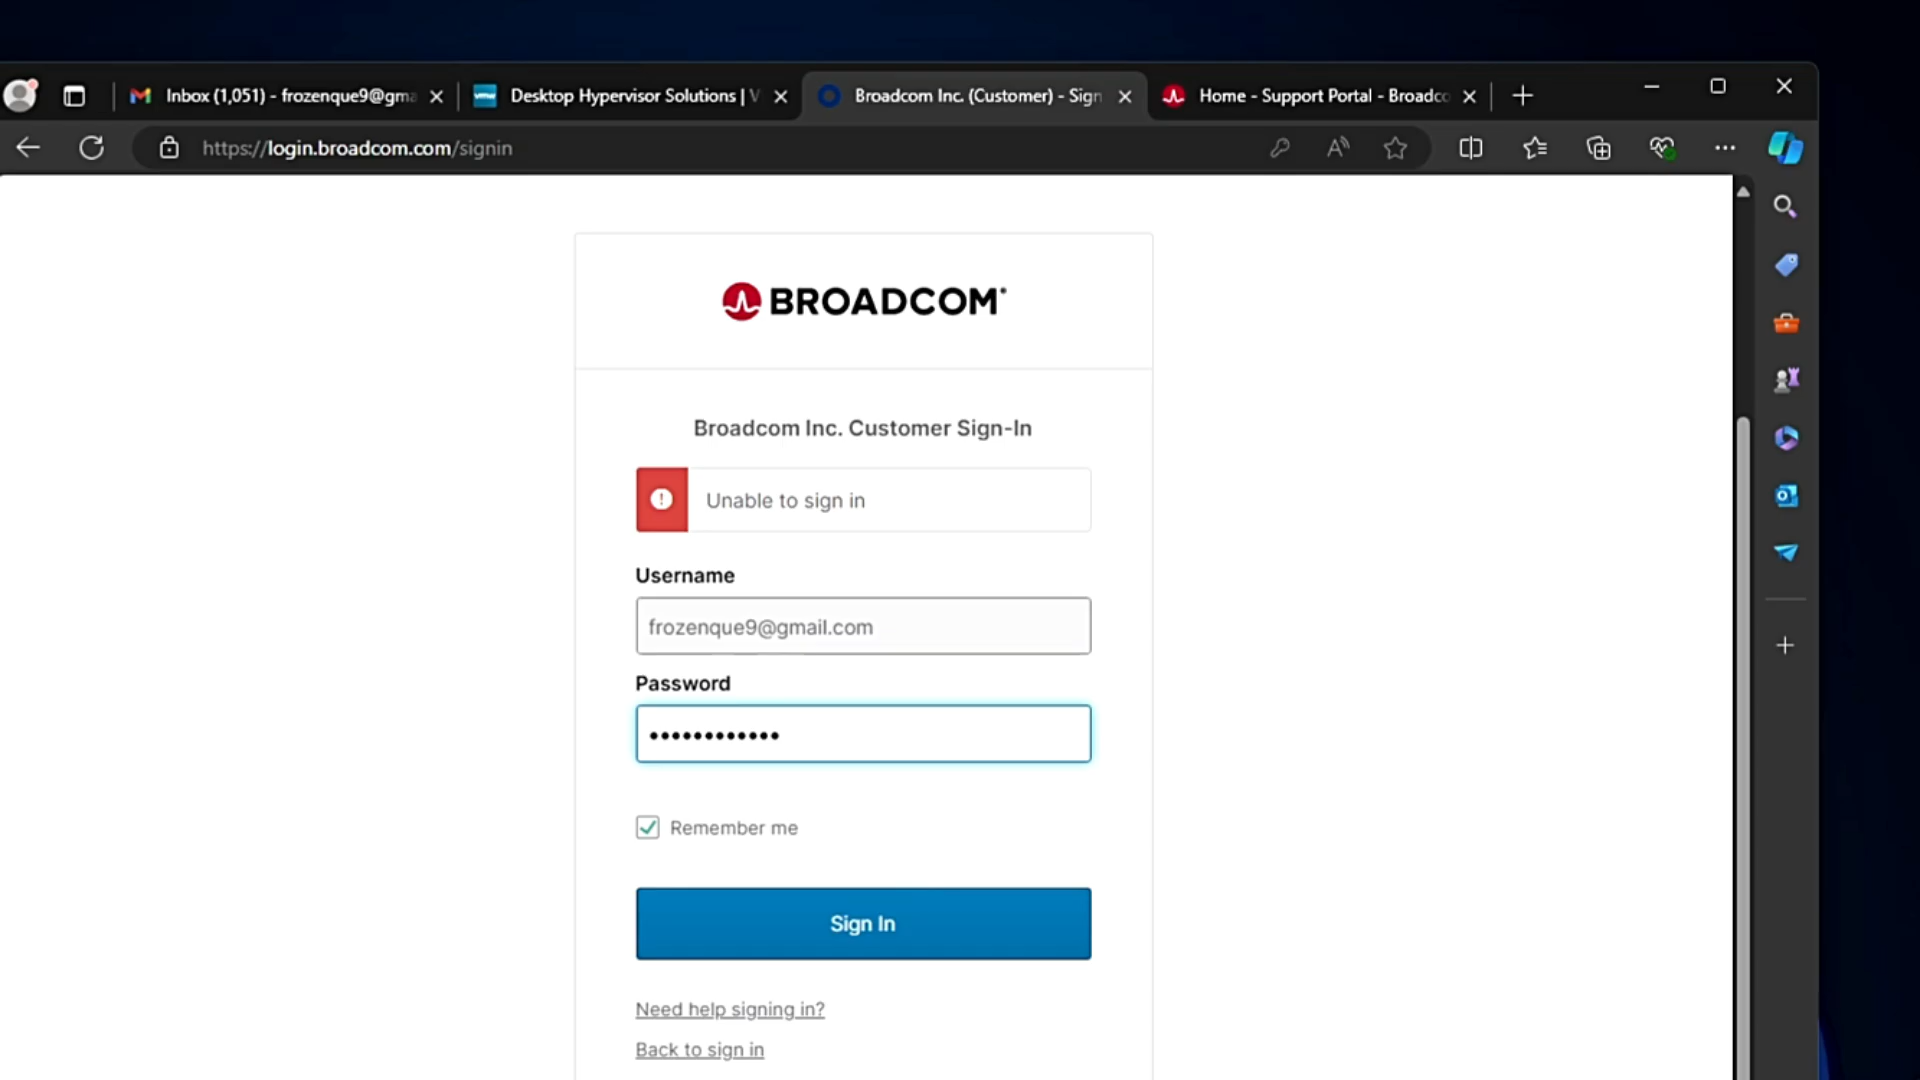 Inbox (1,051) - frozenque9@gma
Desktop Hypervisor Solutions | V
Broadcom Inc. (Customer) - Sign
Home - Support Portal - Broadco
https://login.broadcom.com/signin
BROADCOM
Broadcom Inc. Customer Sign-In
Unable to sign in
Username
frozenque9@gmail.com
Password
••••••••••••
Remember me
Sign In
Need help signing in?
Back to sign in